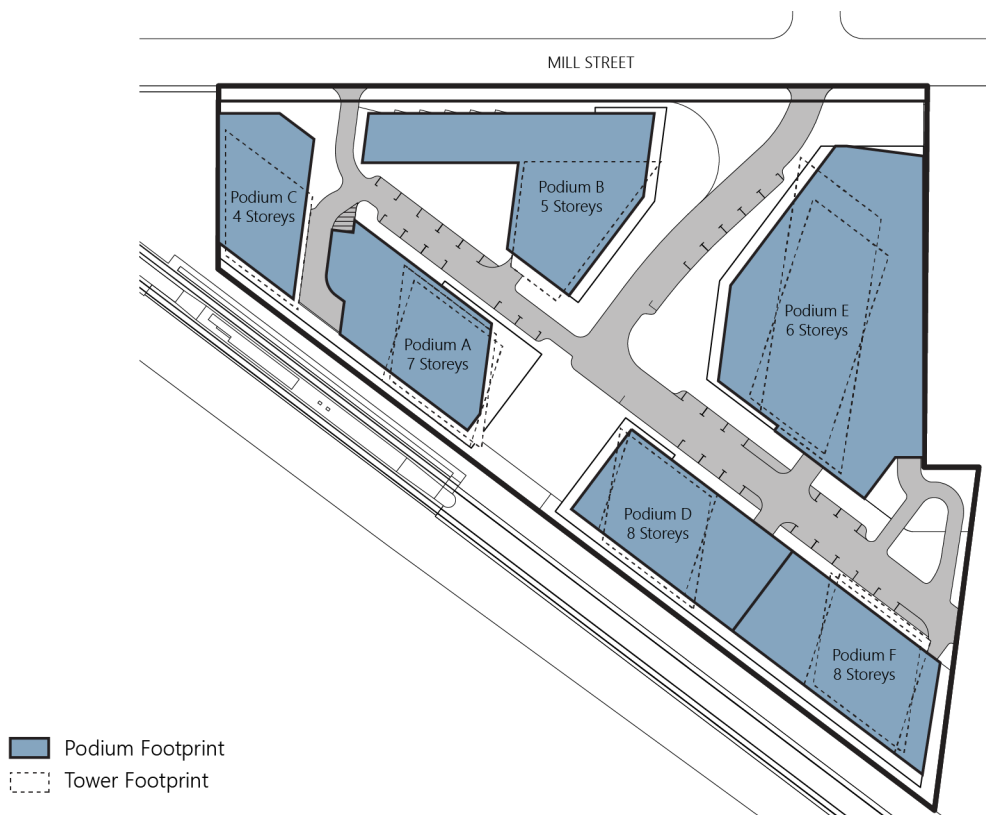 MILL STREET
Podium C
4 Storeys
Podium B
5 Storeys
Podium E
6 Storeys
Podium A
7 Storeys
Podium D
8 Storeys
Podium F
8 Storeys
Podium Footprint
Tower Footprint